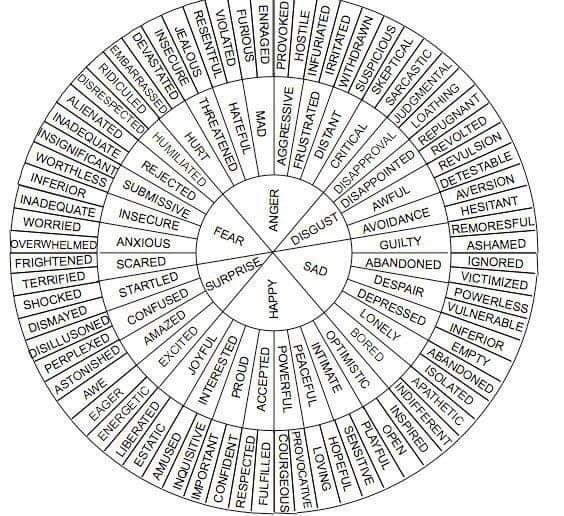 ANGER
DISGUST
SAD
HAPPY
SURPRISE
FEAR
AGGRESSIVE
FRUSTRATED
DISTANT
CRITICAL
DISAPPROVAL
DISAPPOINTED
AWFUL
AVOIDANCE
GUILTY
ABANDONED
DESPAIR
DEPRESSED
LONELY
BORED
OPTIMISTIC
INTIMATE
PEACEFUL
POWERFUL
ACCEPTED
PROUD
INTERESTED
JOYFUL
EXCITED
AMAZED
CONFUSED
STARTLED
SCARED
ANXIOUS
INSECURE
SUBMISSIVE
REJECTED
HUMILIATED
HURT
THREATENED
HATEFUL
MAD
PROVOKED
HOSTILE
INFURIATED
IRRITATED
WITHDRAWN
SUSPICIOUS
SKEPTICAL
SARCASTIC
JUDGMENTAL
LOATHING
REPUGNANT
REVOLTED
REVULSION
DETESTABLE
AVERSION
HESITANT
REMORESFUL
ASHAMED
IGNORED
VICTIMIZED
POWERLESS
VULNERABLE
INFERIOR
EMPTY
ABANDONED
ISOLATED
APATHETIC
INDIFFERENT
INSPIRED
OPEN
PLAYFUL
SENSITIVE
HOPEFUL
LOVING
PROVOCATIVE
COURGEOUS
FULFILLED
RESPECTED
CONFIDENT
IMPORTANT
INQUISITIVE
AMUSED
ESTATIC
LIBERATED
ENERGETIC
EAGER
AWE
ASTONISHED
PERPLEXED
DISILLUSONED
DISMAYED
SHOCKED
TERRIFIED
FRIGHTENED
OVERWHELMED
WORRIED
INADEQUATE
INFERIOR
WORTHLESS
INSIGNIFICANT
INADEQUATE
ALIENATED
DISRESPECTED
RIDICULED
EMBARRASSED
DEVASTATED
INSECURE
JEALOUS
RESENTFUL
VIOLATED
FURIOUS
ENRAGED